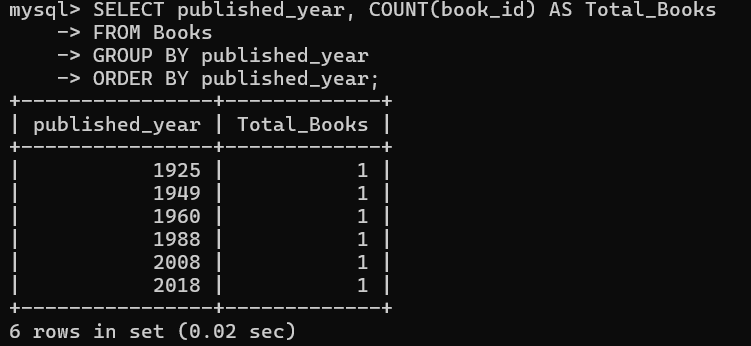 mysql> SELECT published_year, COUNT(book_id) AS Total_Books
    -> FROM Books
    -> GROUP BY published_year
    -> ORDER BY published_year;
+----------------+-------------+
| published_year | Total_Books |
+----------------+-------------+
|           1925 |           1 |
|           1949 |           1 |
|           1960 |           1 |
|           1988 |           1 |
|           2008 |           1 |
|           2018 |           1 |
+----------------+-------------+
6 rows in set (0.02 sec)